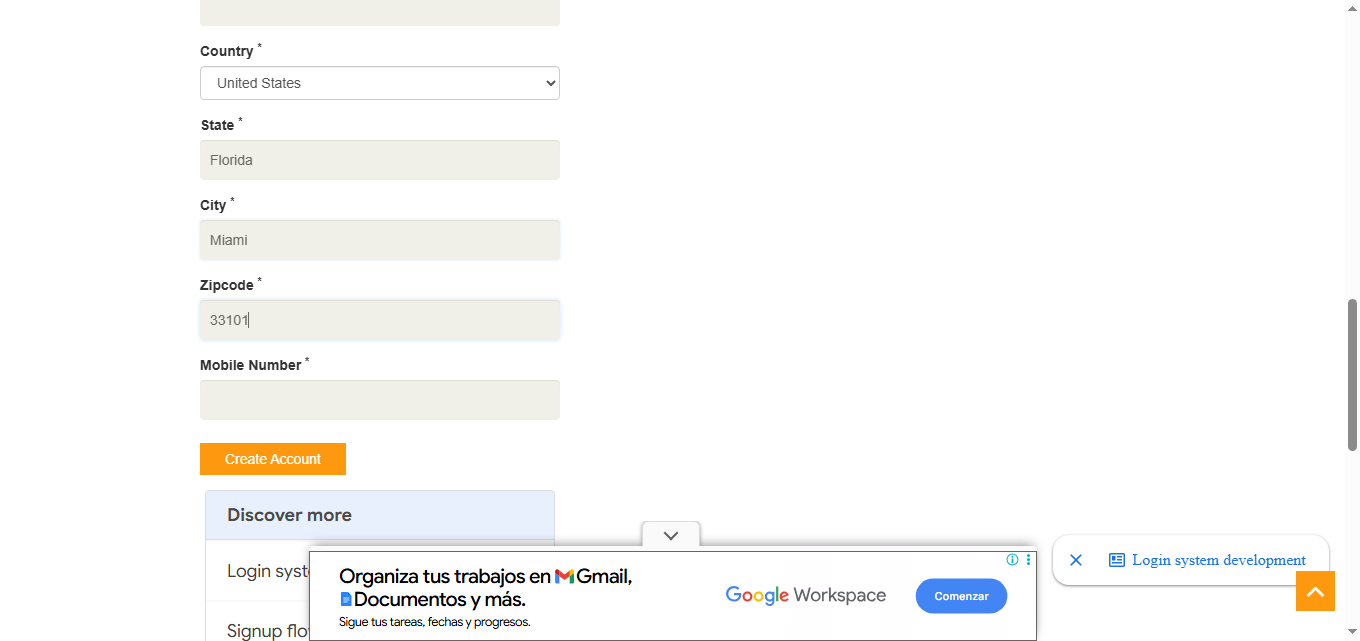 Country *
United States
State *
Florida
City *
Miami
Zipcode *
33101
Mobile Number *
Create Account
Discover more
Login syst
Signup flo
Organiza tus trabajos en Gmail,
Documentos y más.
Sigue tus tareas, fechas y progresos.
Google Workspace
Comenzar
Login system development